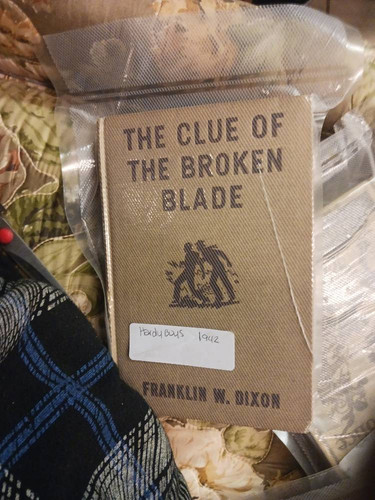 THE CLUE OF
THE BROKEN
BLADE
Hardy Boys 1942
FRANKLIN W. DIXON